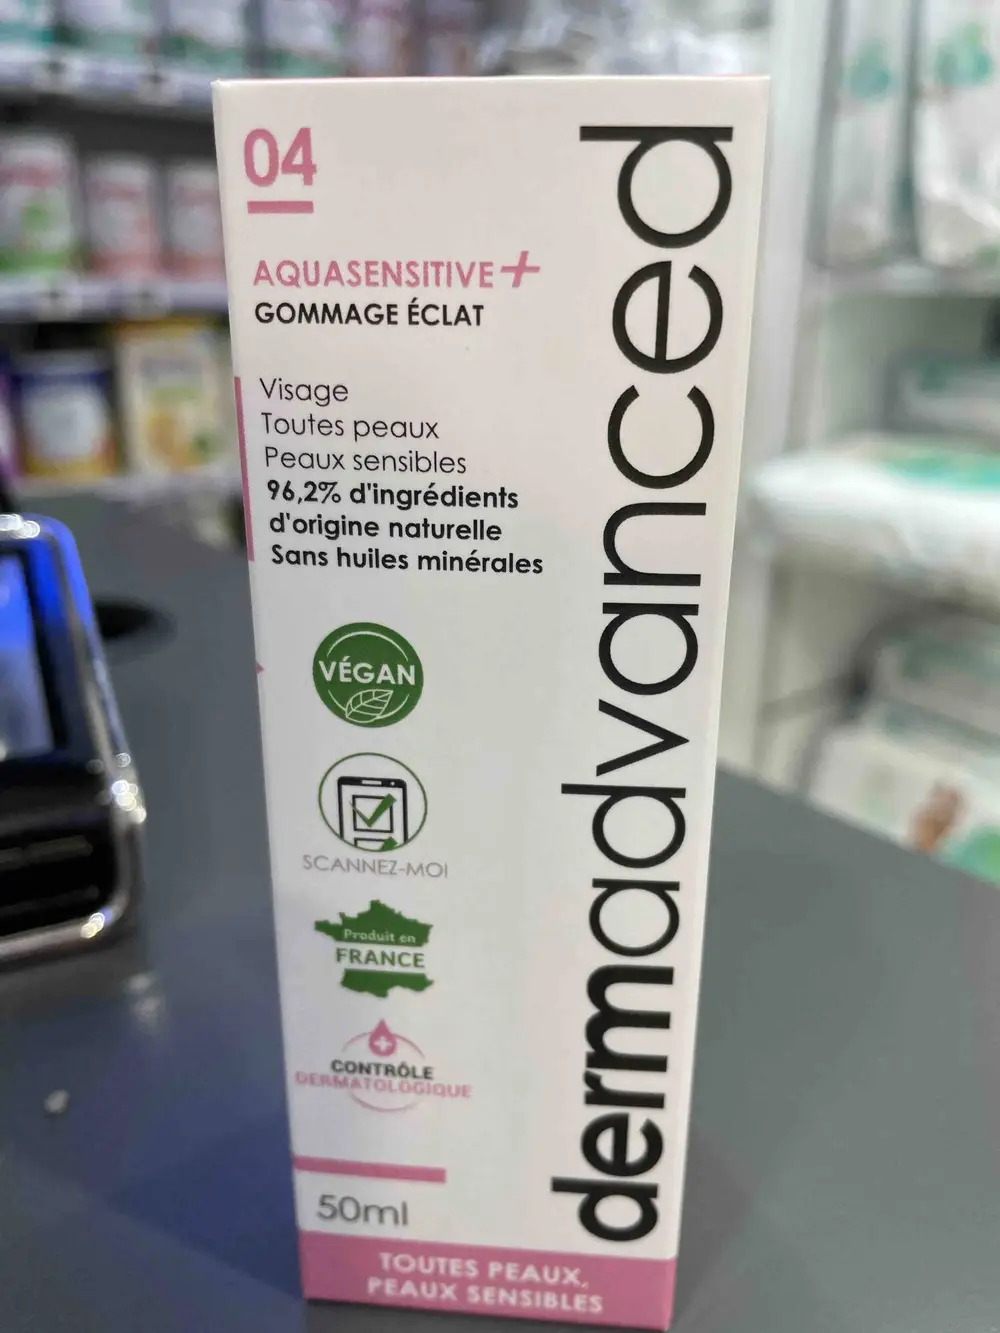 04
AQUASENSITIVE+
GOMMAGE ÉCLAT
Visage
Toutes peaux
Peaux sensibles
96,2% d'ingrédients
d'origine naturelle
Sans huiles minérales
VÉGAN
SCANNEZ-MOI
Produit en
FRANCE
CONTRÔLE
DERMATOLOGIQUE
50ml
TOUTES PEAUX,
PEAUX SENSIBLES
dermadvanced